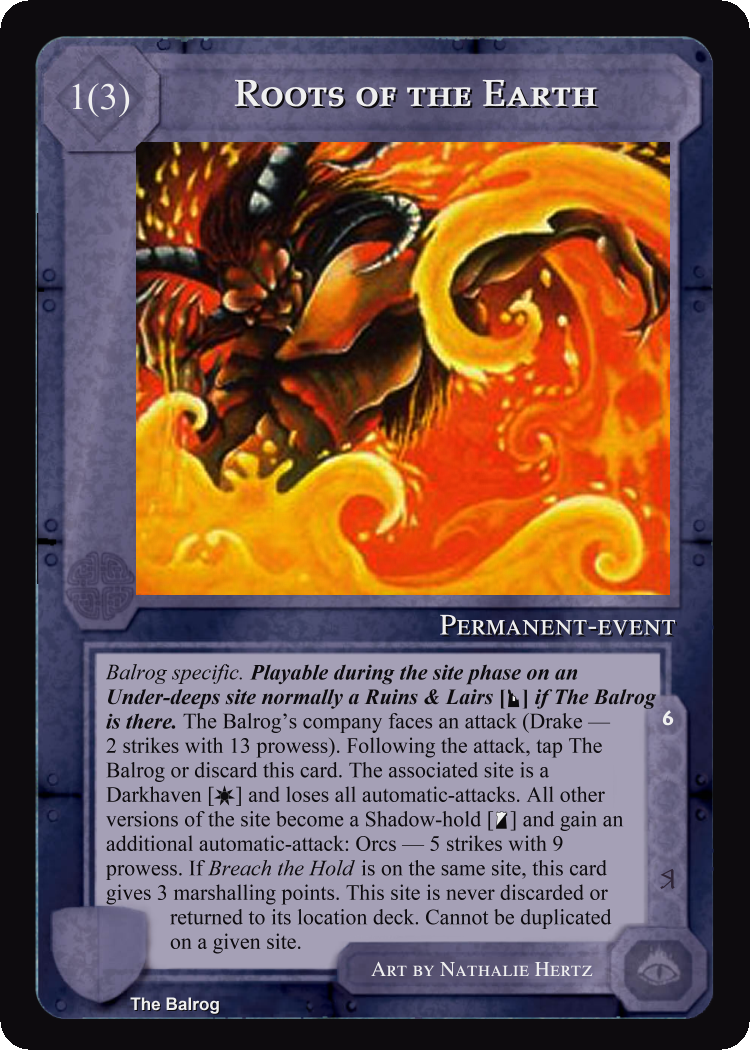 1(3)
Roots of the Earth
Permanent-event
Balrog specific. Playable during the site phase on an
Under-deeps site normally a Ruins & Lairs [] if The Balrog
is there. The Balrog's company faces an attack (Drake —
2 strikes with 13 prowess). Following the attack, tap The
Balrog or discard this card. The associated site is a
Darkhaven [] and loses all automatic-attacks. All other
versions of the site become a Shadow-hold [] and gain an
additional automatic-attack: Orcs — 5 strikes with 9
prowess. If Breach the Hold is on the same site, this card
gives 3 marshalling points. This site is never discarded or
returned to its location deck. Cannot be duplicated
on a given site.
6
Art by Nathalie Hertz
The Balrog